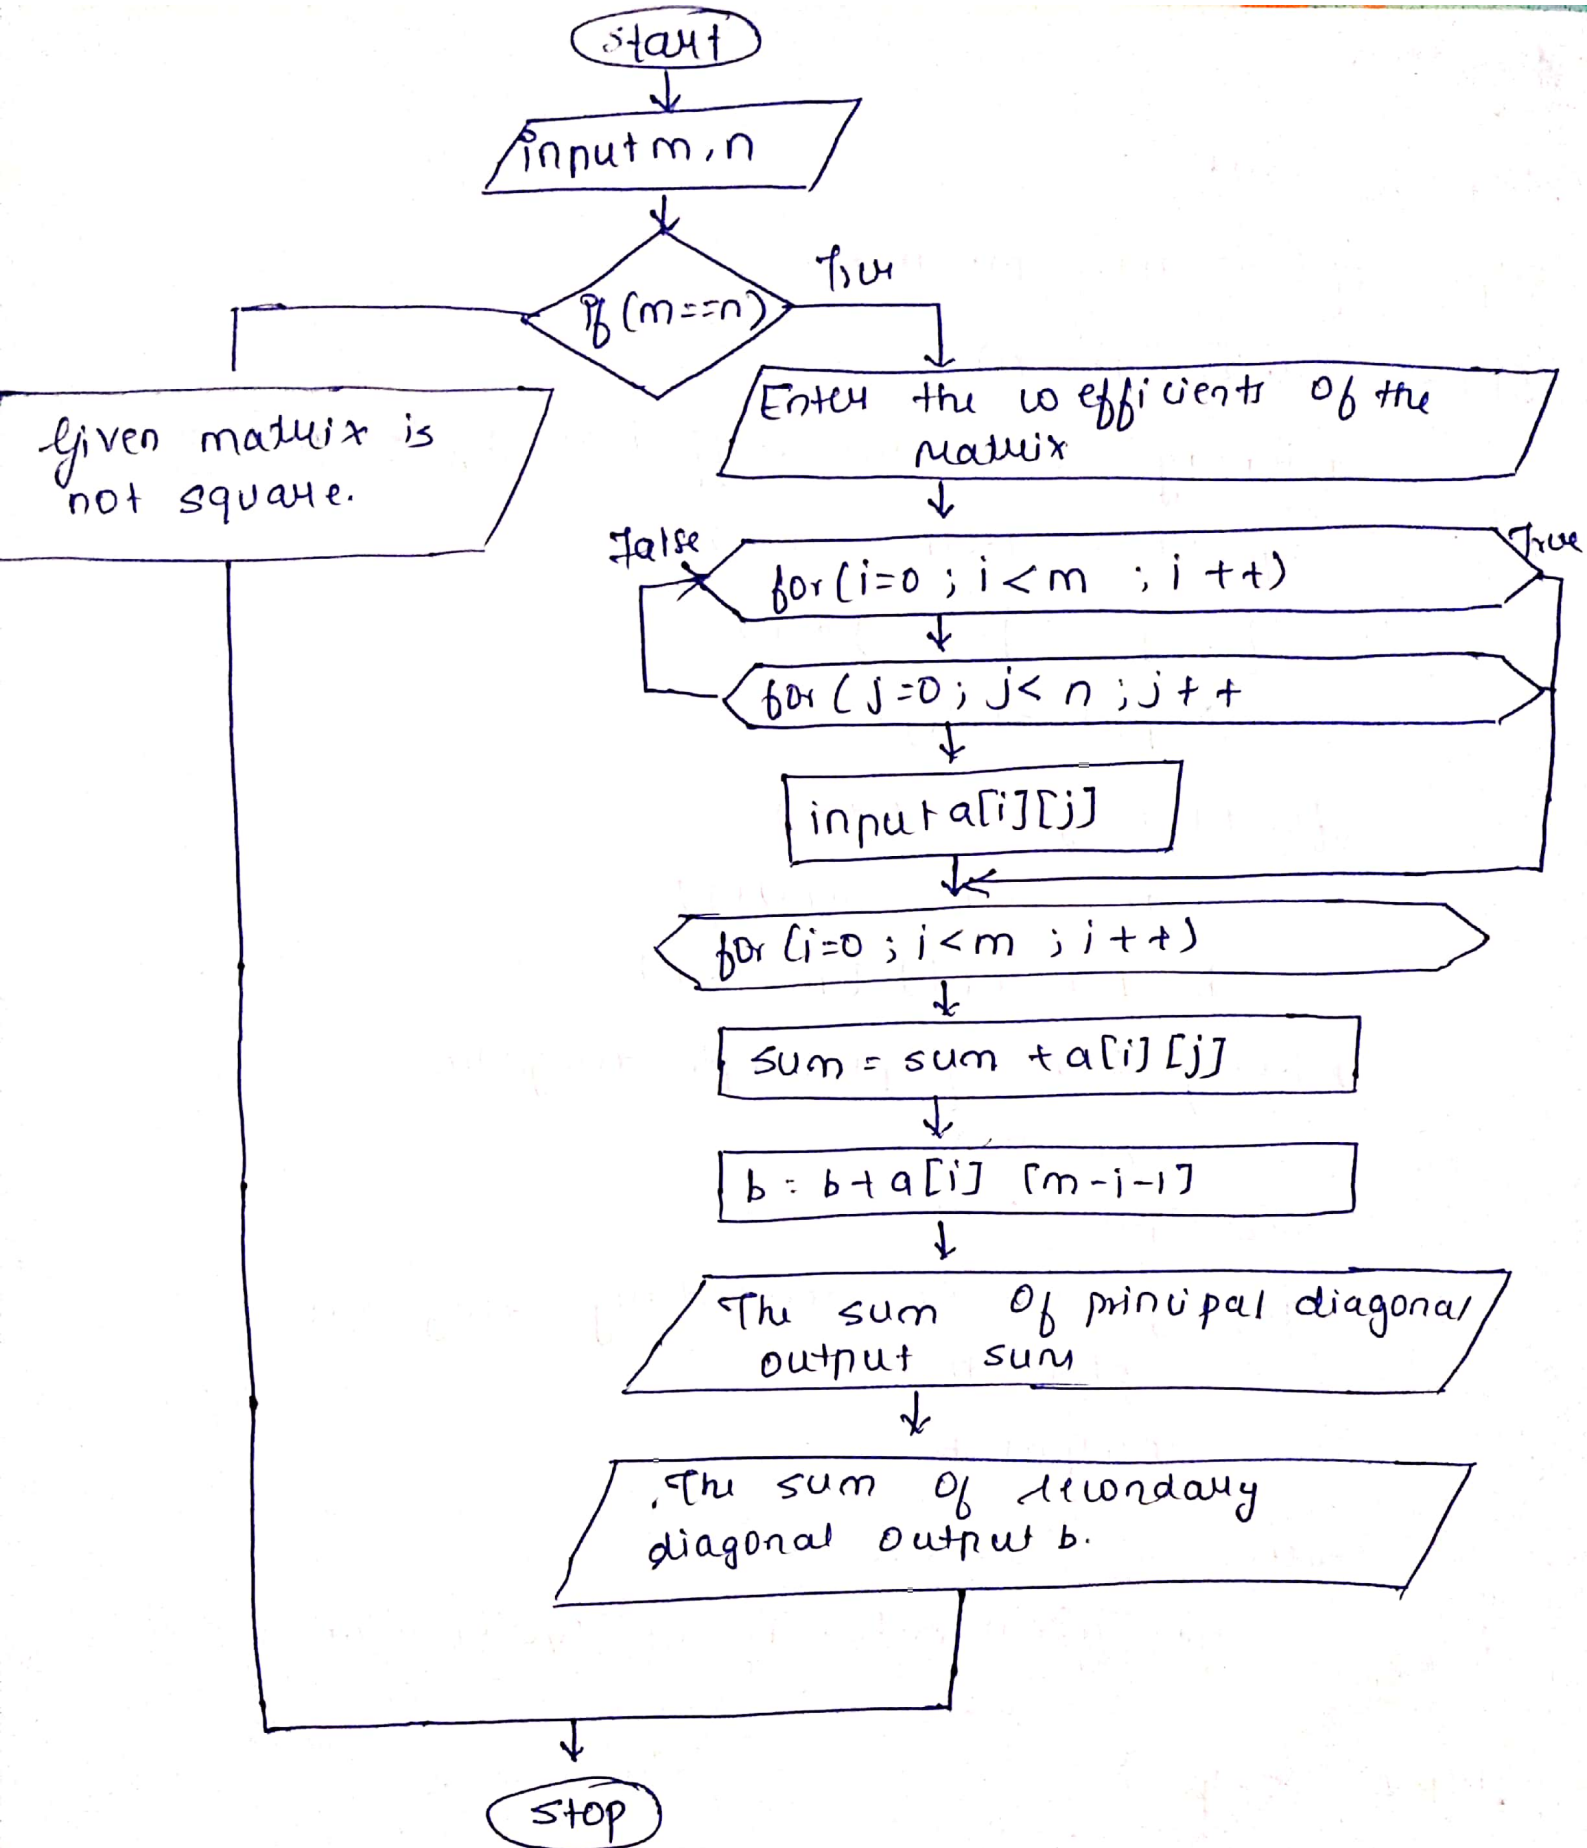 start
input m,n
if (m==n)
True
Enter the coefficients of the
Matrix
Given matrix is
not square.
False
True
for(i=0 ; i<m ; i++)
for (j=0; j<n ; j++
input a[i][j]
for (i=0 ; i<m ; i++)
sum = sum + a[i][j]
b = b+a[i] [m-i-1]
The sum of principal diagonal
output sum
The sum of secondary
diagonal output b.
stop